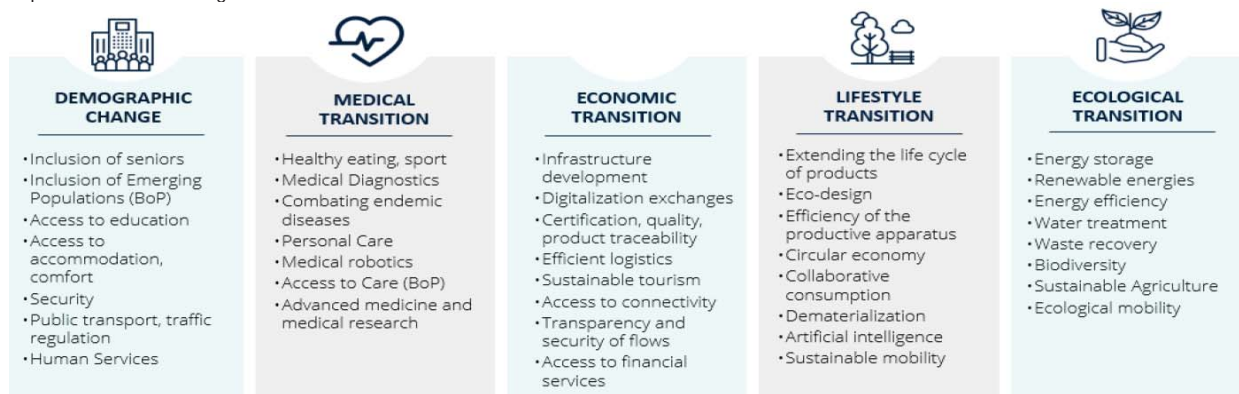 DEMOGRAPHIC
CHANGE
•Inclusion of seniors
•Inclusion of Emerging
Populations (BoP)
•Access to education
•Access to
accommodation,
comfort
•Security
•Public transport, traffic
regulation
•Human Services
MEDICAL
TRANSITION
•Healthy eating, sport
•Medical Diagnostics
•Combating endemic
diseases
•Personal Care
•Medical robotics
•Access to Care (BoP)
•Advanced medicine and
medical research
ECONOMIC
TRANSITION
•Infrastructure
development
•Digitalization exchanges
•Certification, quality,
product traceability
•Efficient logistics
•Sustainable tourism
•Access to connectivity
•Transparency and
security of flows
•Access to financial
services
LIFESTYLE
TRANSITION
•Extending the life cycle
of products
•Eco-design
•Efficiency of the
productive apparatus
•Circular economy
•Collaborative
consumption
•Dematerialization
•Artificial intelligence
•Sustainable mobility
ECOLOGICAL
TRANSITION
•Energy storage
•Renewable energies
•Energy efficiency
•Water treatment
•Waste recovery
•Biodiversity
•Sustainable Agriculture
•Ecological mobility